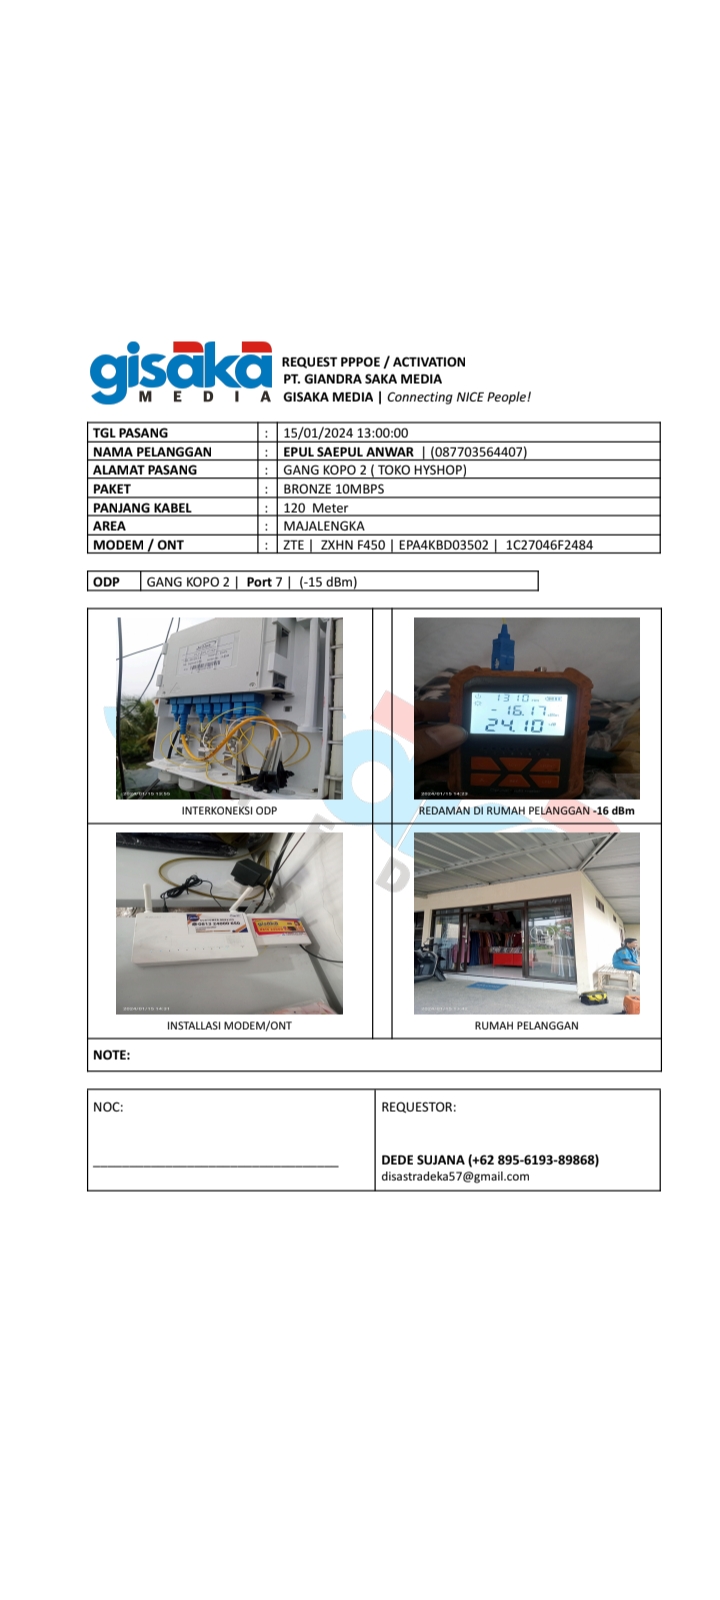 gisaka
MEDIA
REQUEST PPPOE / ACTIVATION
PT. GIANDRA SAKA MEDIA
GISAKA MEDIA | Connecting NICE People!
TGL PASANG : 15/01/2024 13:00:00
NAMA PELANGGAN : EPUL SAEPUL ANWAR | (087703564407)
ALAMAT PASANG : GANG KOPO 2 ( TOKO HYSHOP)
PAKET : BRONZE 10MBPS
PANJANG KABEL : 120 Meter
AREA : MAJALENGKA
MODEM / ONT : ZTE | ZXHN F450 | EPA4KBD03502 | 1C27046F2484
ODP GANG KOPO 2 | Port 7 | (-15 dBm)
1310
-16.17
24.10
INTERKONEKSI ODP
REDAMAN DI RUMAH PELANGGAN -16 dBm
INSTALLASI MODEM/ONT
RUMAH PELANGGAN
NOTE:
NOC:
REQUESTOR:
DEDE SUJANA (+62 895-6193-89868)
disastradeka57@gmail.com